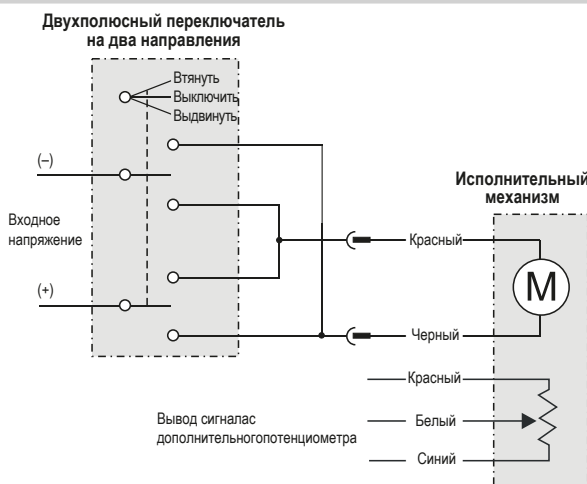 Двухполюсный переключатель
на два направления
Втянуть
Выключить
Выдвинуть
(–)
Входное
напряжение
(+)
Исполнительный
механизм
Красный
M
Черный
Красный
Вывод сигналас
дополнительногопотенциометра
Белый
Синий